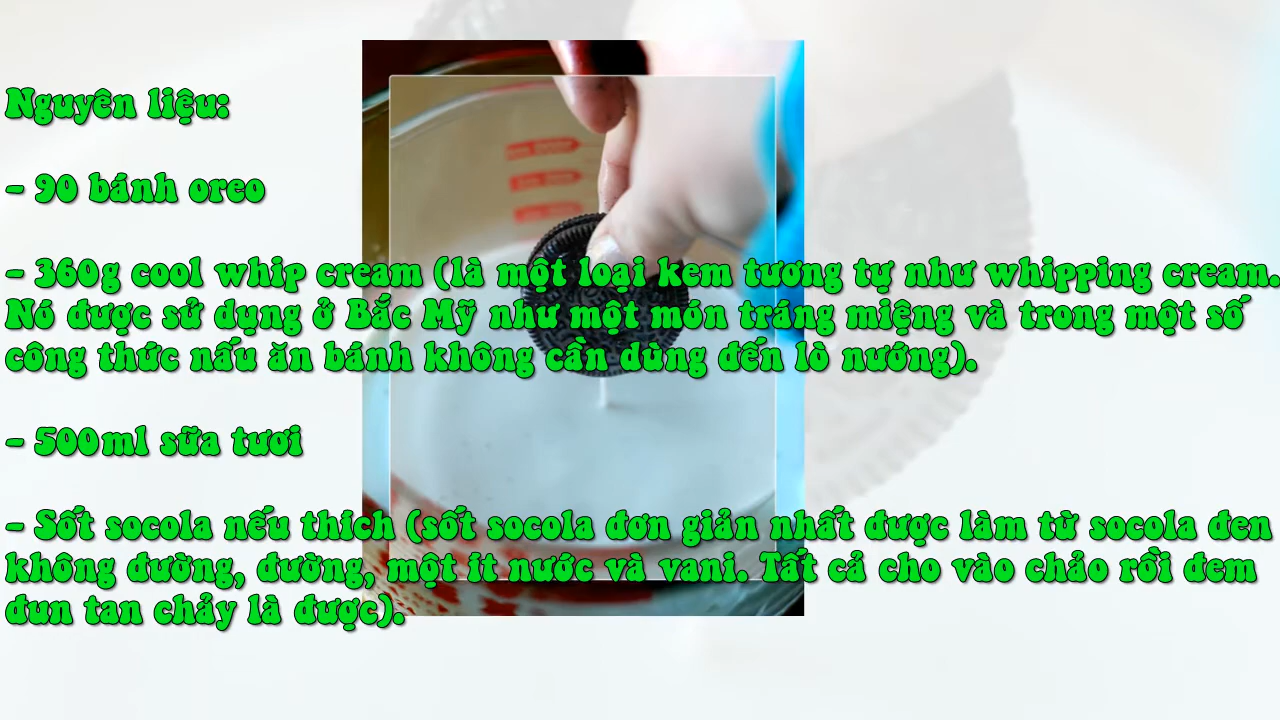 Nguyên liệu:
- 90 bánh oreo
- 360g cool whip cream (là một loại kem tương tự như whipping cream.
Nó được sử dụng ở Bắc Mỹ như một món tráng miệng và trong một số
công thức nấu ăn bánh không cần dùng đến lò nướng).
- 500ml sữa tươi
- Sốt socola nếu thích (sốt socola đơn giản nhất được làm từ socola đen
không đường, đường, một ít nước và vani. Tất cả cho vào chảo rồi đem
đun tan chảy là được).